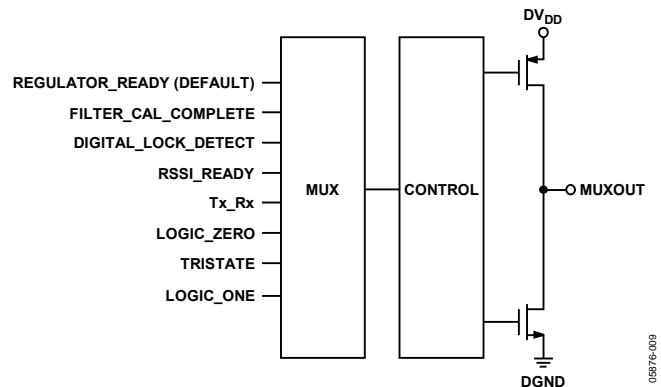 DVDD
REGULATOR_READY (DEFAULT)
FILTER_CAL_COMPLETE
DIGITAL_LOCK_DETECT
RSSI_READY
Tx_Rx
LOGIC_ZERO
TRISTATE
LOGIC_ONE
MUX
CONTROL
MUXOUT
DGND
05876-009